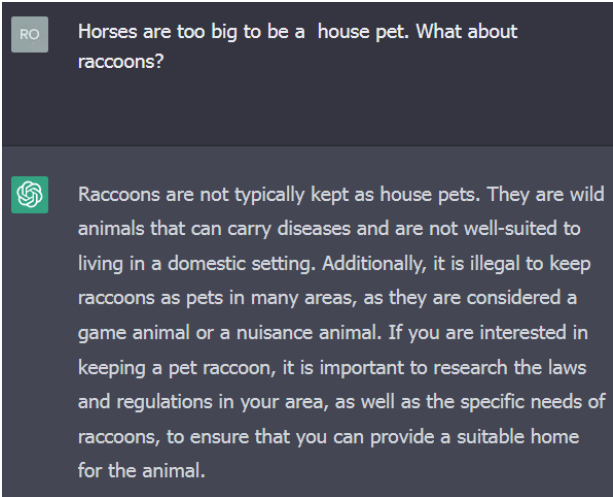 RO
Horses are too big to be a  house pet. What about
raccoons?
Raccoons are not typically kept as house pets. They are wild
animals that can carry diseases and are not well-suited to
living in a domestic setting. Additionally, it is illegal to keep
raccoons as pets in many areas, as they are considered a
game animal or a nuisance animal. If you are interested in
keeping a pet raccoon, it is important to research the laws
and regulations in your area, as well as the specific needs of
raccoons, to ensure that you can provide a suitable home
for the animal.